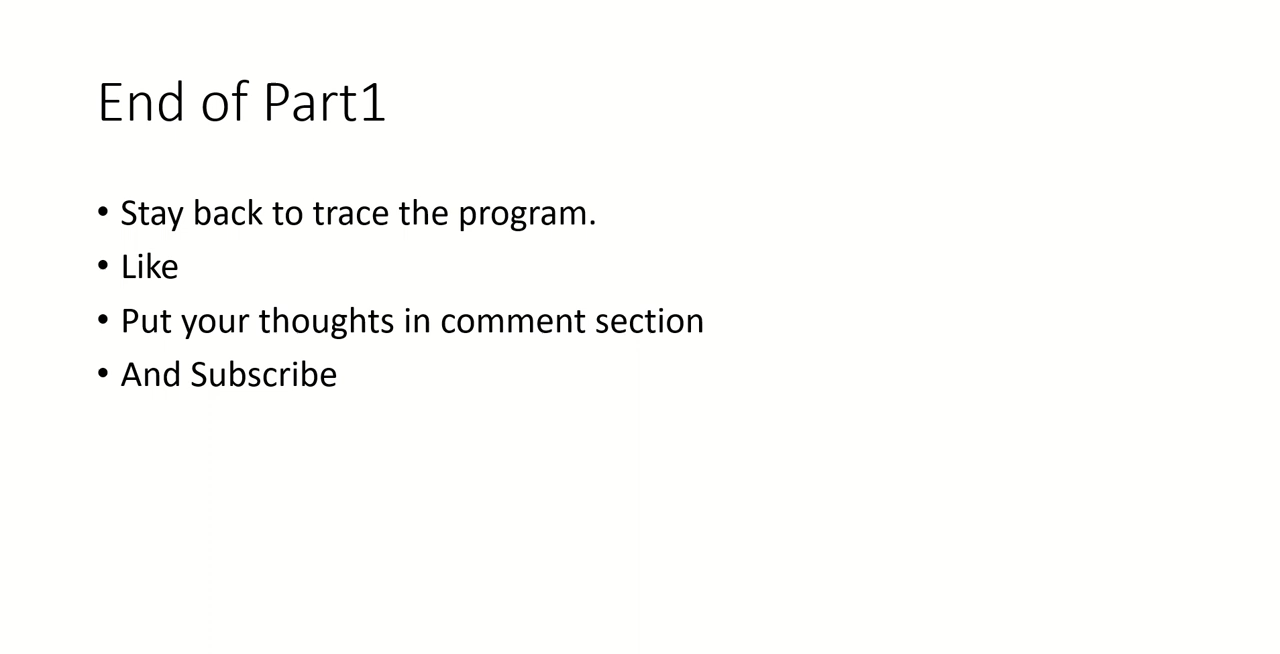 End of Part1
• Stay back to trace the program.
• Like
• Put your thoughts in comment section
• And Subscribe